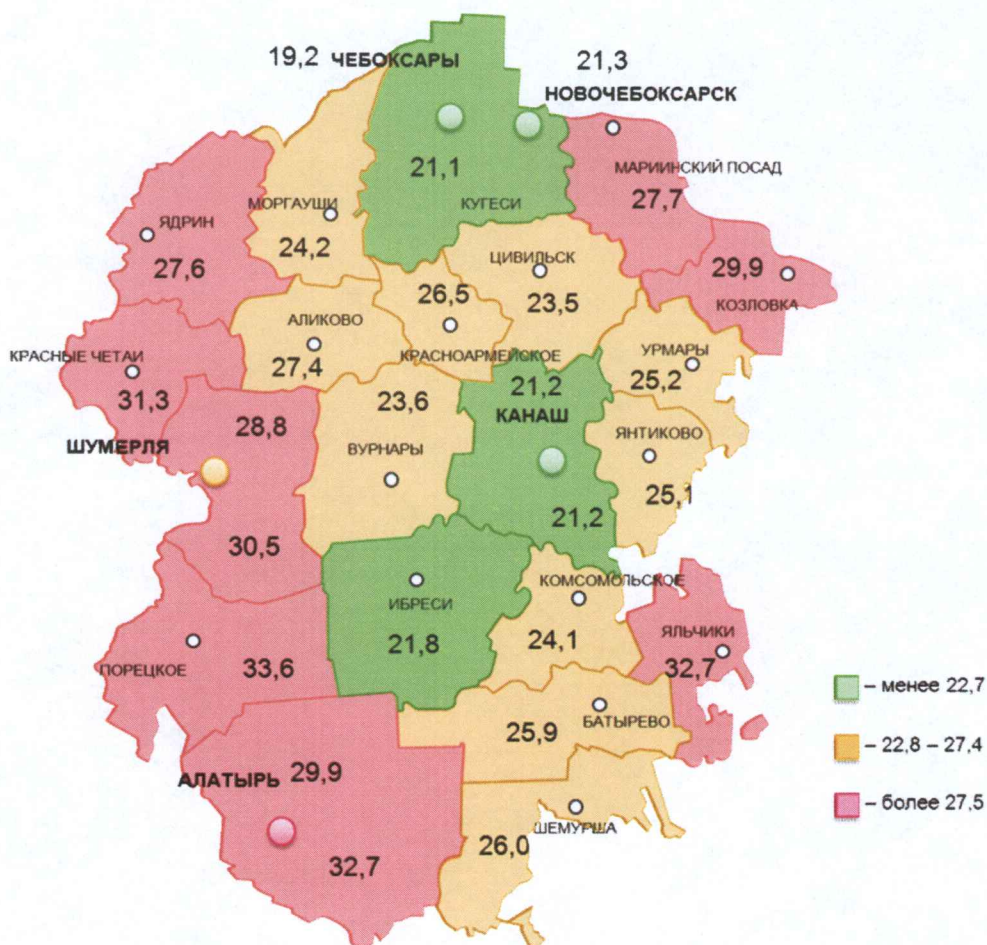 19,2 ЧЕБОКСАРЫ
21,3
НОВОЧЕБОКСАРСК
21,1
КУГЕСИ
МАРИИНСКИЙ ПОСАД
27,7
МОРГАУШИ
24,2
ЯДРИН
27,6
ЦИВИЛЬСК
23,5
29,9
КОЗЛОВКА
26,5
КРАСНОАРМЕЙСКОЕ
АЛИКОВО
27,4
КРАСНЫЕ ЧЕТАИ
31,3
УРМАРЫ
25,2
21,2
КАНАШ
21,2
23,6
ВУРНАРЫ
28,8
ШУМЕРЛЯ
30,5
ЯНТИКОВО
25,1
ИБРЕСИ
21,8
КОМСОМОЛЬСКОЕ
24,1
ЯЛЬЧИКИ
32,7
ПОРЕЦКОЕ
33,6
БАТЫРЕВО
25,9
29,9
АЛАТЫРЬ
32,7
ШЕМУРША
26,0
– менее 22,7
– 22,8 – 27,4
– более 27,5